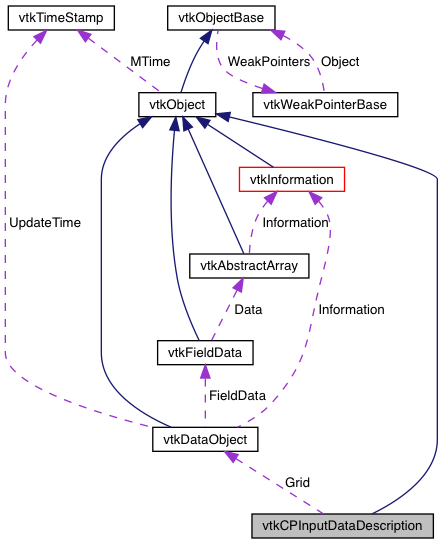 vtkTimeStamp
vtkObjectBase
MTime
WeakPointers
Object
vtkObject
vtkWeakPointerBase
vtkInformation
UpdateTime
Information
vtkAbstractArray
Data
Information
vtkFieldData
FieldData
vtkDataObject
Grid
vtkCPInputDataDescription